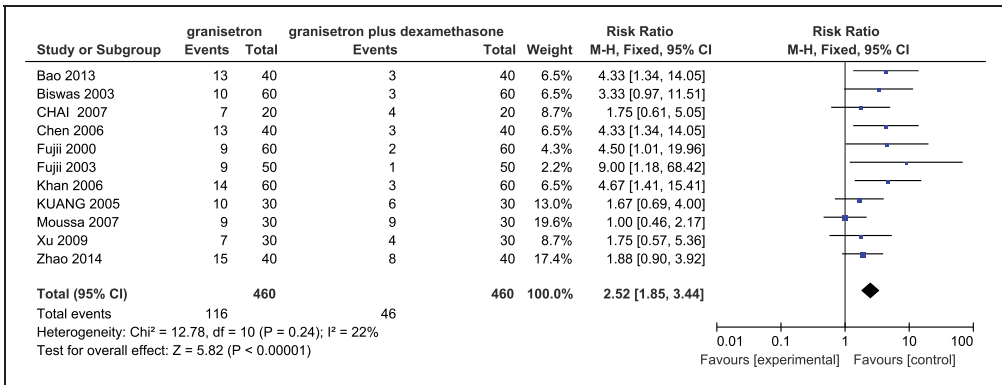 granisetron granisetron plus dexamethasone Risk Ratio Risk Ratio
Study or Subgroup Events Total Events Total Weight M-H, Fixed, 95% CI M-H, Fixed, 95% CI
Bao 2013 13 40 3 40 6.5% 4.33 [1.34, 14.05]
Biswas 2003 10 60 3 60 6.5% 3.33 [0.97, 11.51]
CHAI 2007 7 20 4 20 8.7% 1.75 [0.61, 5.05]
Chen 2006 13 40 3 40 6.5% 4.33 [1.34, 14.05]
Fujii 2000 9 60 2 60 4.3% 4.50 [1.01, 19.96]
Fujii 2003 9 50 1 50 2.2% 9.00 [1.18, 68.42]
Khan 2006 14 60 3 60 6.5% 4.67 [1.41, 15.41]
KUANG 2005 10 30 6 30 13.0% 1.67 [0.69, 4.00]
Moussa 2007 9 30 9 30 19.6% 1.00 [0.46, 2.17]
Xu 2009 7 30 4 30 8.7% 1.75 [0.57, 5.36]
Zhao 2014 15 40 8 40 17.4% 1.88 [0.90, 3.92]
Total (95% CI) 460 460 100.0% 2.52 [1.85, 3.44]
Total events 116 46
Heterogeneity: Chi² = 12.78, df = 10 (P = 0.24); I² = 22%
Test for overall effect: Z = 5.82 (P < 0.00001)
0.01 0.1 1 10 100
Favours [experimental] Favours [control]